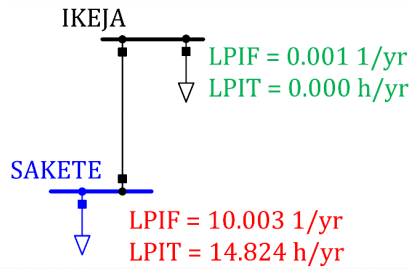 IKEJA
LPIF = 0.001 1/yr
LPIT = 0.000 h/yr
SAKETE
LPIF = 10.003 1/yr
LPIT = 14.824 h/yr